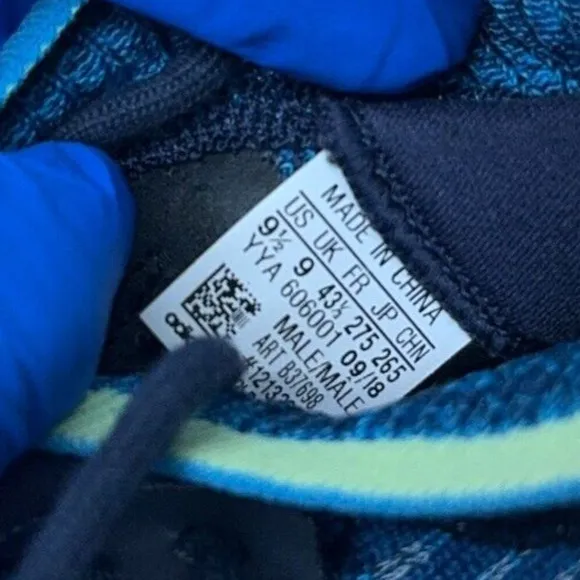 MADE IN CHINA
US UK FR JP CHN
9½ 9 43⅓ 275 265
YYA 606001 09/18
MALE/MALE
ART B37698